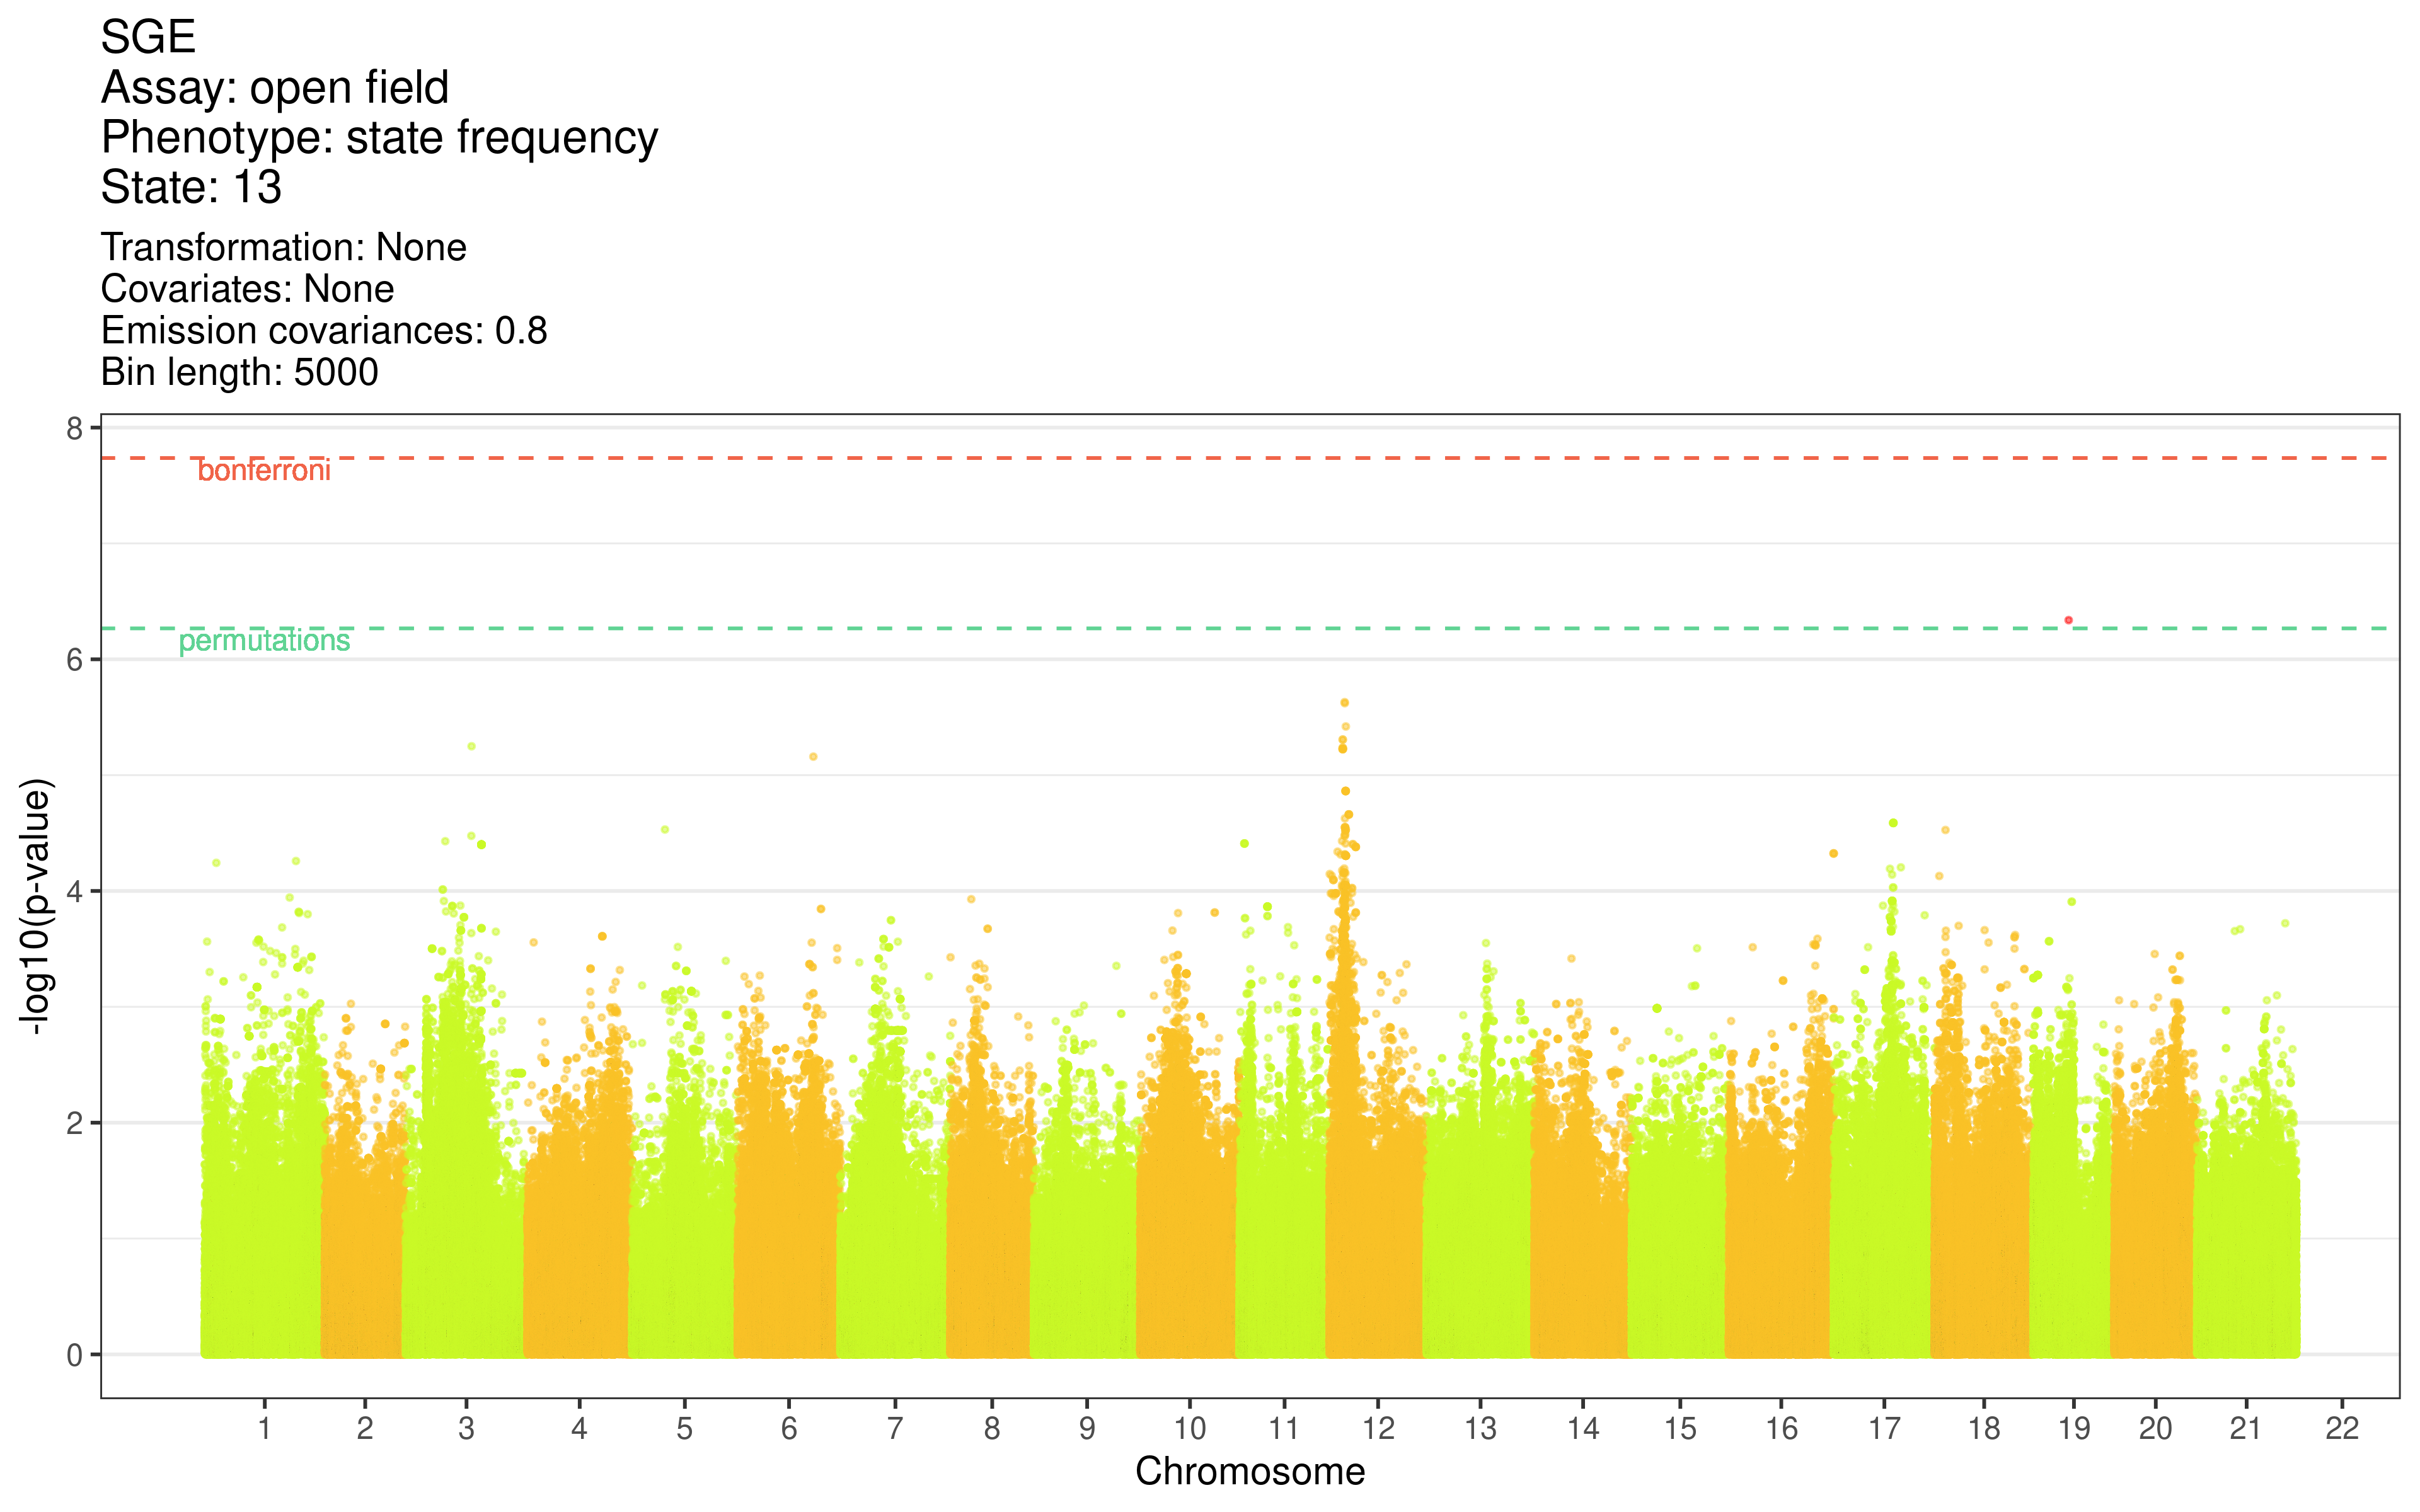 SGE
Assay: open field
Phenotype: state frequency
State: 13
Transformation: None
Covariates: None
Emission covariances: 0.8
Bin length: 5000
8
bonferroni
permutations
6
4
2
0
-log10(p-value)
1 2 3 4 5 6 7 8 9 10 11 12 13 14 15 16 17 18 19 20 21 22
Chromosome